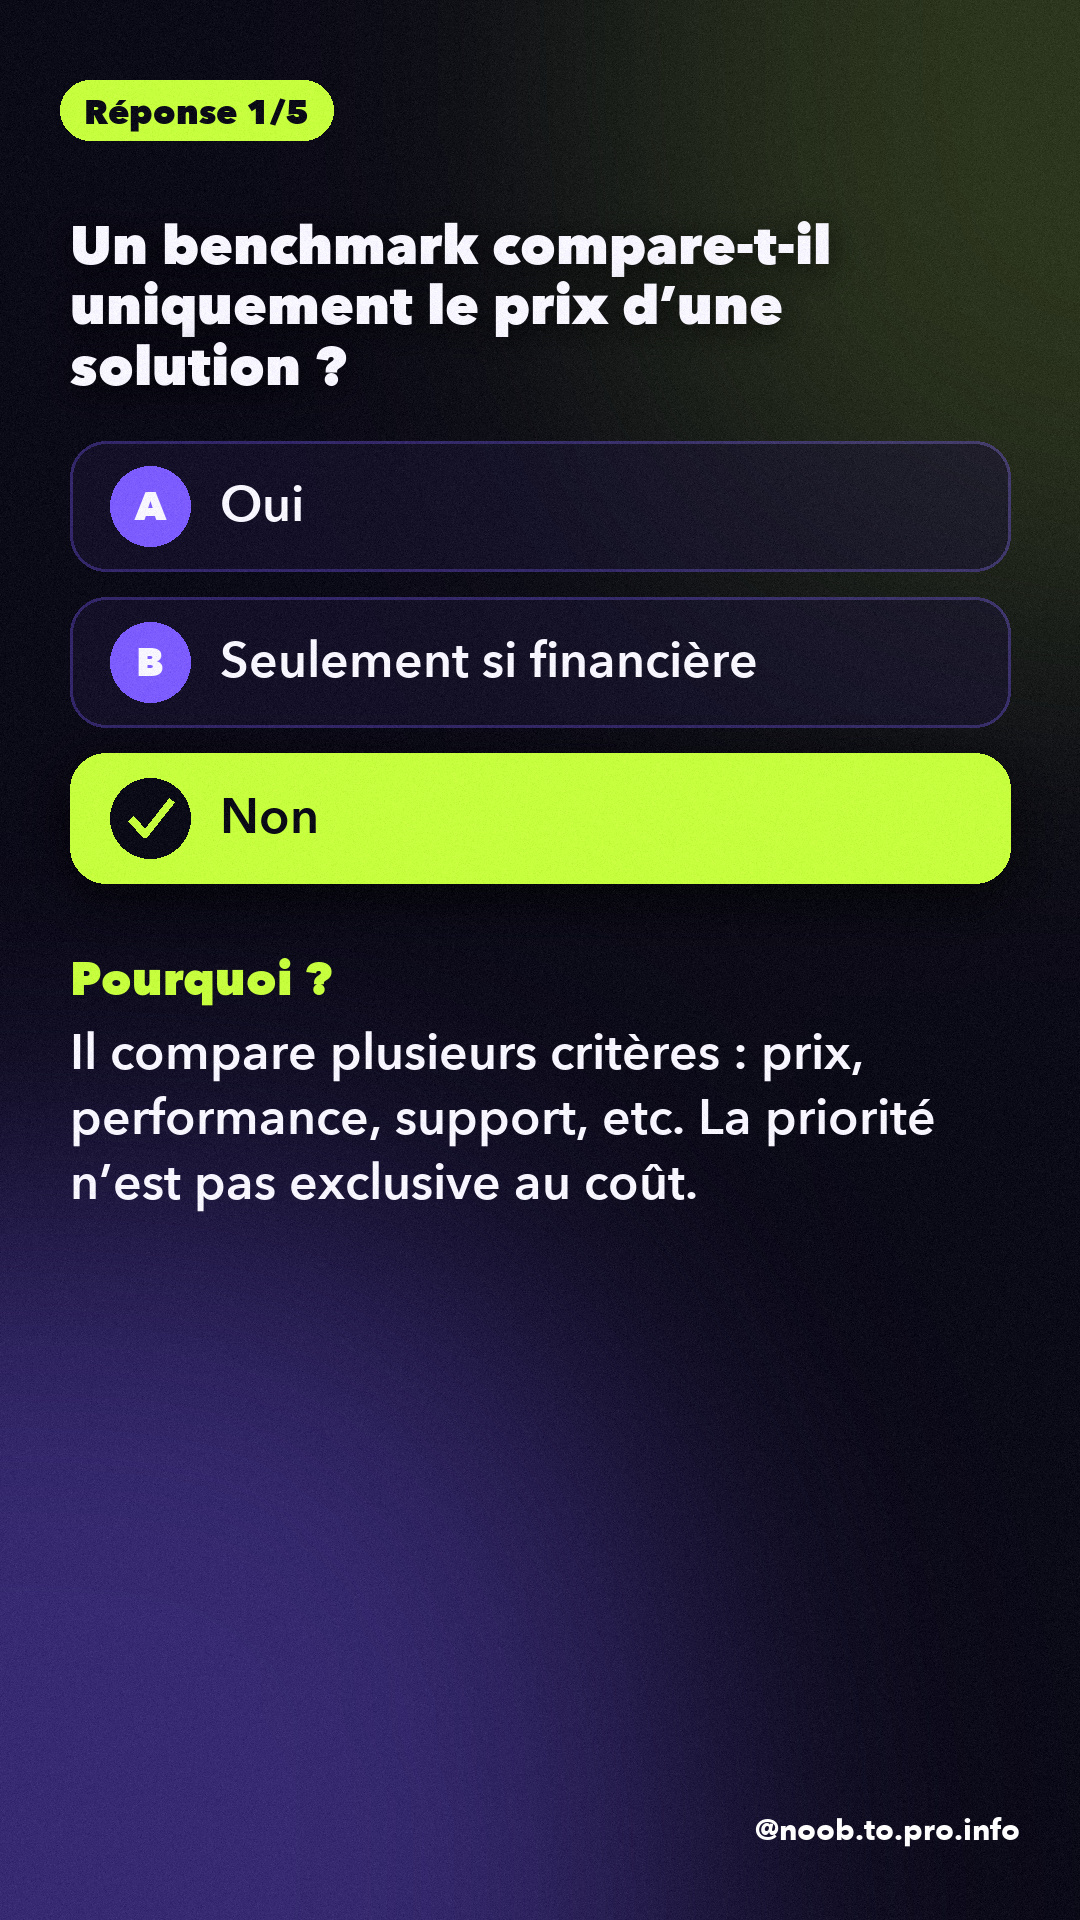 Réponse 1/5
Un benchmark compare-t-il
uniquement le prix d’une
solution ?
A Oui
B Seulement si financière
Non
Pourquoi ?
Il compare plusieurs critères : prix,
performance, support, etc. La priorité
n’est pas exclusive au coût.
@noob.to.pro.info